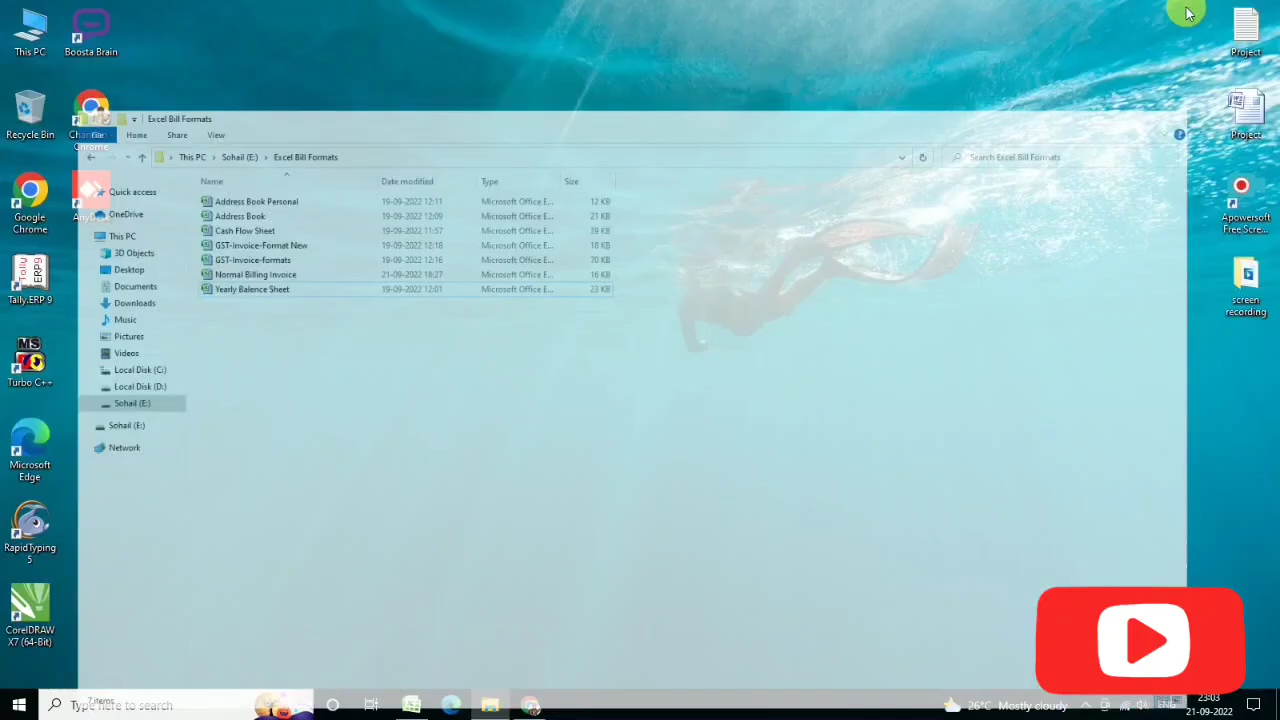 This PC
Boosta Brain
Recycle Bin
Chrome
Google
Chrome
Tally.ERP 9
Turbo C++
Microsoft
Edge
RapidTyping
5
CorelDRAW
X7 (64-Bit)
Excel Bill Formats
Home Share View
This PC > Sohail (E:) > Excel Bill Formats
Search Excel Bill Formats
Quick access
OneDrive
This PC
3D Objects
Desktop
Documents
Downloads
Music
Pictures
Videos
Local Disk (C:)
Local Disk (D:)
Sohail (E:)
Sohail (E:)
Network
Name Date modified Type Size
Address Book Personal 19-09-2022 12:11 Microsoft Office E... 12 KB
Address Book 19-09-2022 12:09 Microsoft Office E... 21 KB
Cash Flow Sheet 19-09-2022 11:57 Microsoft Office E... 39 KB
GST-Invoice-Format New 19-09-2022 12:18 Microsoft Office E... 18 KB
GST-Invoice-formats 19-09-2022 12:16 Microsoft Office E... 70 KB
Normal Billing Invoice 21-09-2022 18:27 Microsoft Office E... 16 KB
Yearly Balence Sheet 19-09-2022 12:01 Microsoft Office E... 23 KB
Project
Project
Apowersoft
Free Scre...
screen
recording
7 items
Type here to search
26°C Mostly cloudy
ENG
23:03
21-09-2022